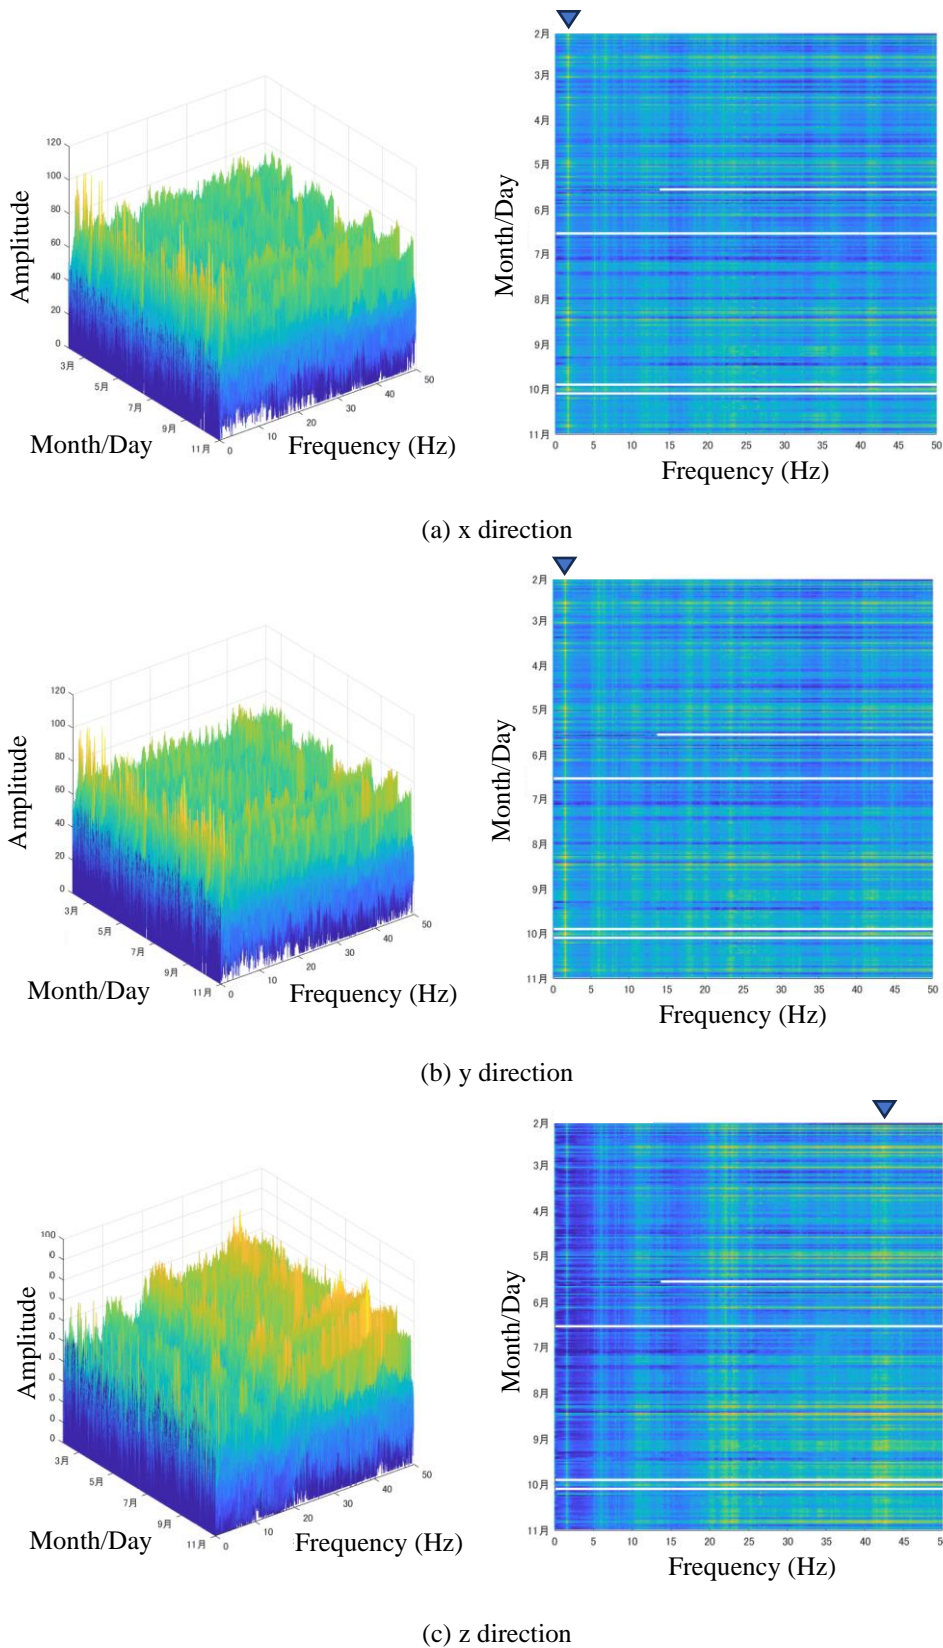 Amplitude
120
100
80
60
40
20
0
3月
5月
7月
9月
11月
0
10
20
30
40
50
Month/Day
Frequency (Hz)
Month/Day
2月
3月
4月
5月
6月
7月
8月
9月
10月
11月
0 5 10 15 20 25 30 35 40 45 50
Frequency (Hz)
(a) x direction
Amplitude
120
100
80
60
40
20
0
3月
5月
7月
9月
11月
0
10
20
30
40
50
Month/Day
Frequency (Hz)
Month/Day
2月
3月
4月
5月
6月
7月
8月
9月
10月
11月
0 5 10 15 20 25 30 35 40 45 50
Frequency (Hz)
(b) y direction
Amplitude
3月
5月
7月
9月
11月
0
10
20
30
40
50
Month/Day
Frequency (Hz)
Month/Day
2月
3月
4月
5月
6月
7月
8月
9月
10月
11月
0 5 10 15 20 25 30 35 40 45
Frequency (Hz)
(c) z direction